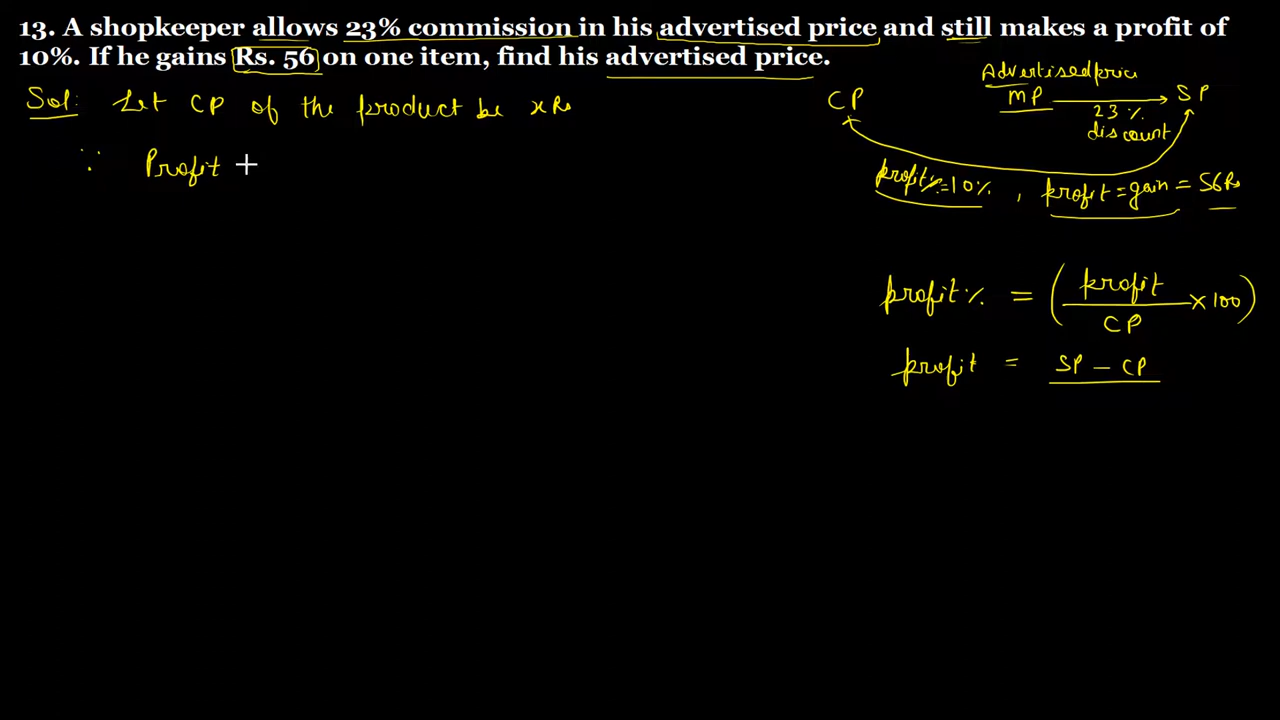 13. A shopkeeper allows 23% commission in his advertised price and still makes a profit of
10%. If he gains Rs. 56 on one item, find his advertised price.
Sol: Let CP of the product be x Rs
∵ Profit
Advertised price
CP MP SP
23%
discount
profit%=10% , profit=gain = 56Rs
profit% = (profit/CP × 100)
profit = SP - CP